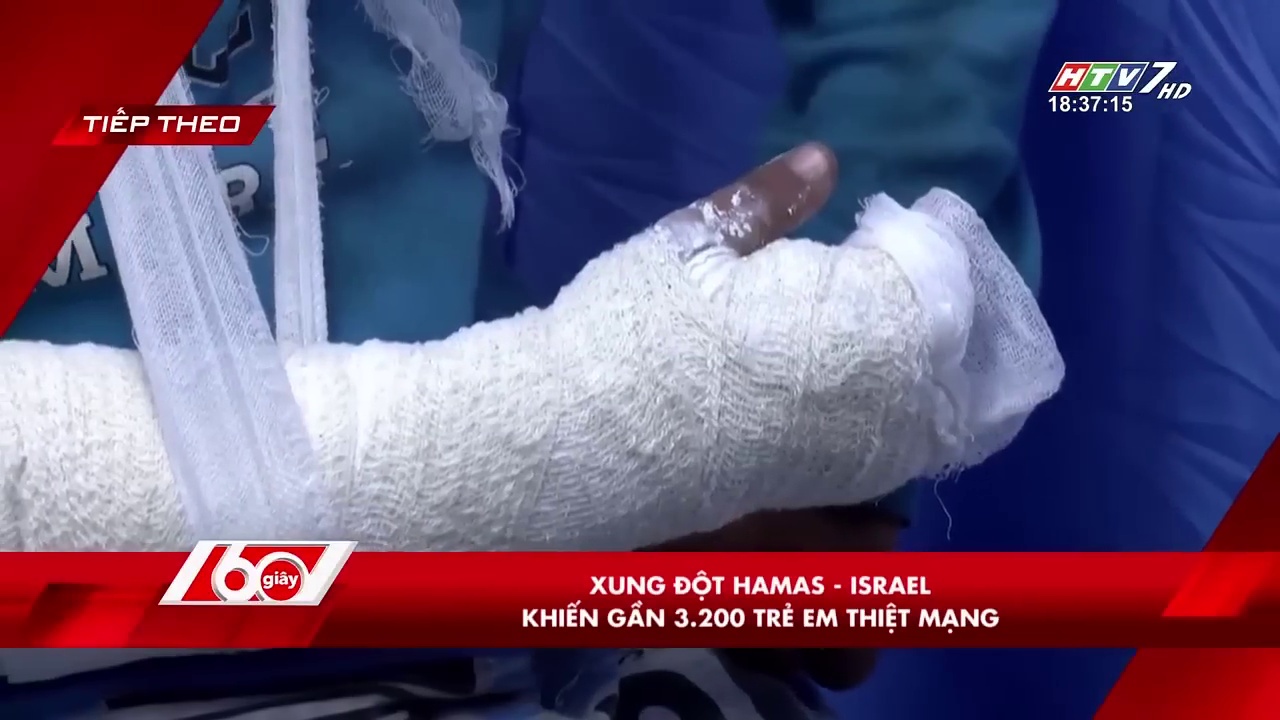 HTV7 HD
18:37:15
TIẾP THEO
60 giây
XUNG ĐỘT HAMAS - ISRAEL
KHIẾN GẦN 3.200 TRẺ EM THIỆT MẠNG